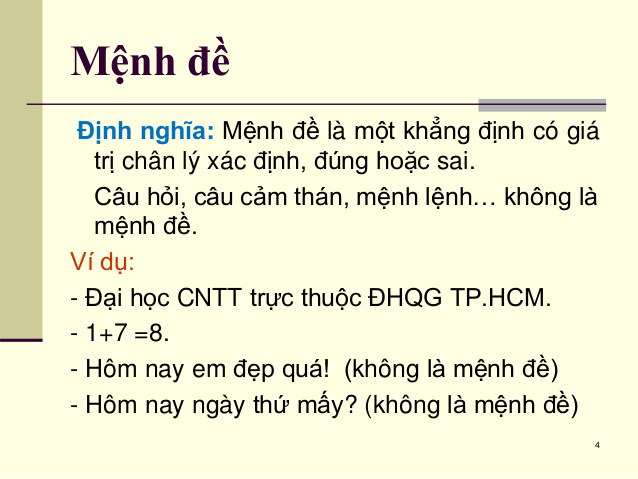 Mệnh đề
Định nghĩa: Mệnh đề là một khẳng định có giá
trị chân lý xác định, đúng hoặc sai.
Câu hỏi, câu cảm thán, mệnh lệnh… không là
mệnh đề.
Ví dụ:
- Đại học CNTT trực thuộc ĐHQG TP.HCM.
- 1+7 =8.
- Hôm nay em đẹp quá! (không là mệnh đề)
- Hôm nay ngày thứ mấy? (không là mệnh đề)
4